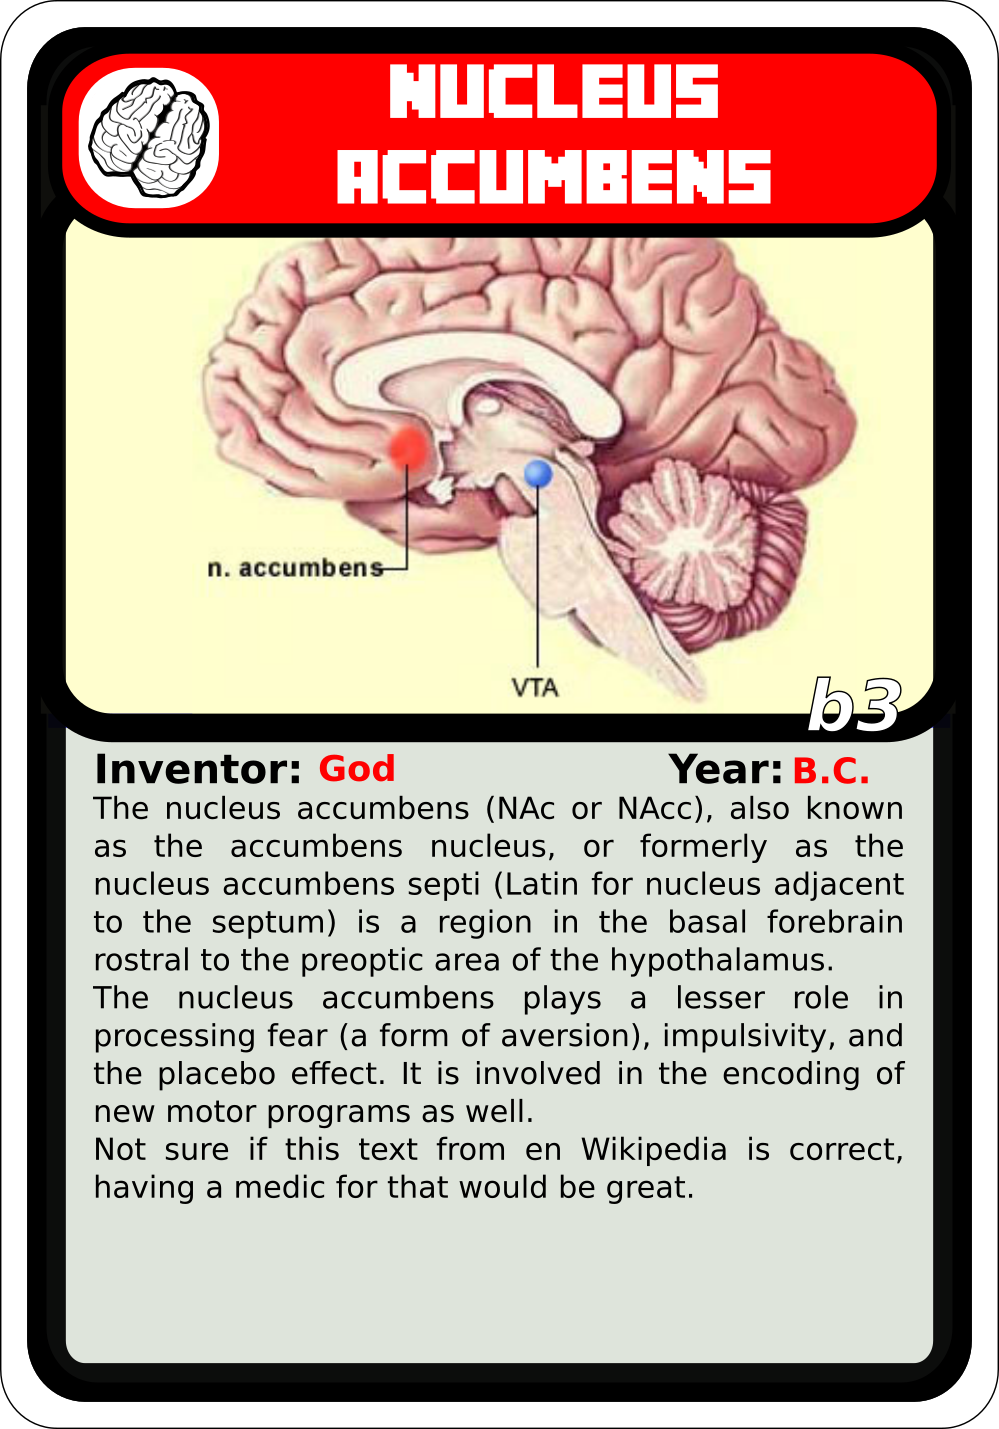 NUCLEUS
ACCUMBENS
n. accumbens
VTA
b3
Inventor: God Year: B.C.
The nucleus accumbens (NAc or NAcc), also known
as the accumbens nucleus, or formerly as the
nucleus accumbens septi (Latin for nucleus adjacent
to the septum) is a region in the basal forebrain
rostral to the preoptic area of the hypothalamus.
The nucleus accumbens plays a lesser role in
processing fear (a form of aversion), impulsivity, and
the placebo effect. It is involved in the encoding of
new motor programs as well.
Not sure if this text from en Wikipedia is correct,
having a medic for that would be great.